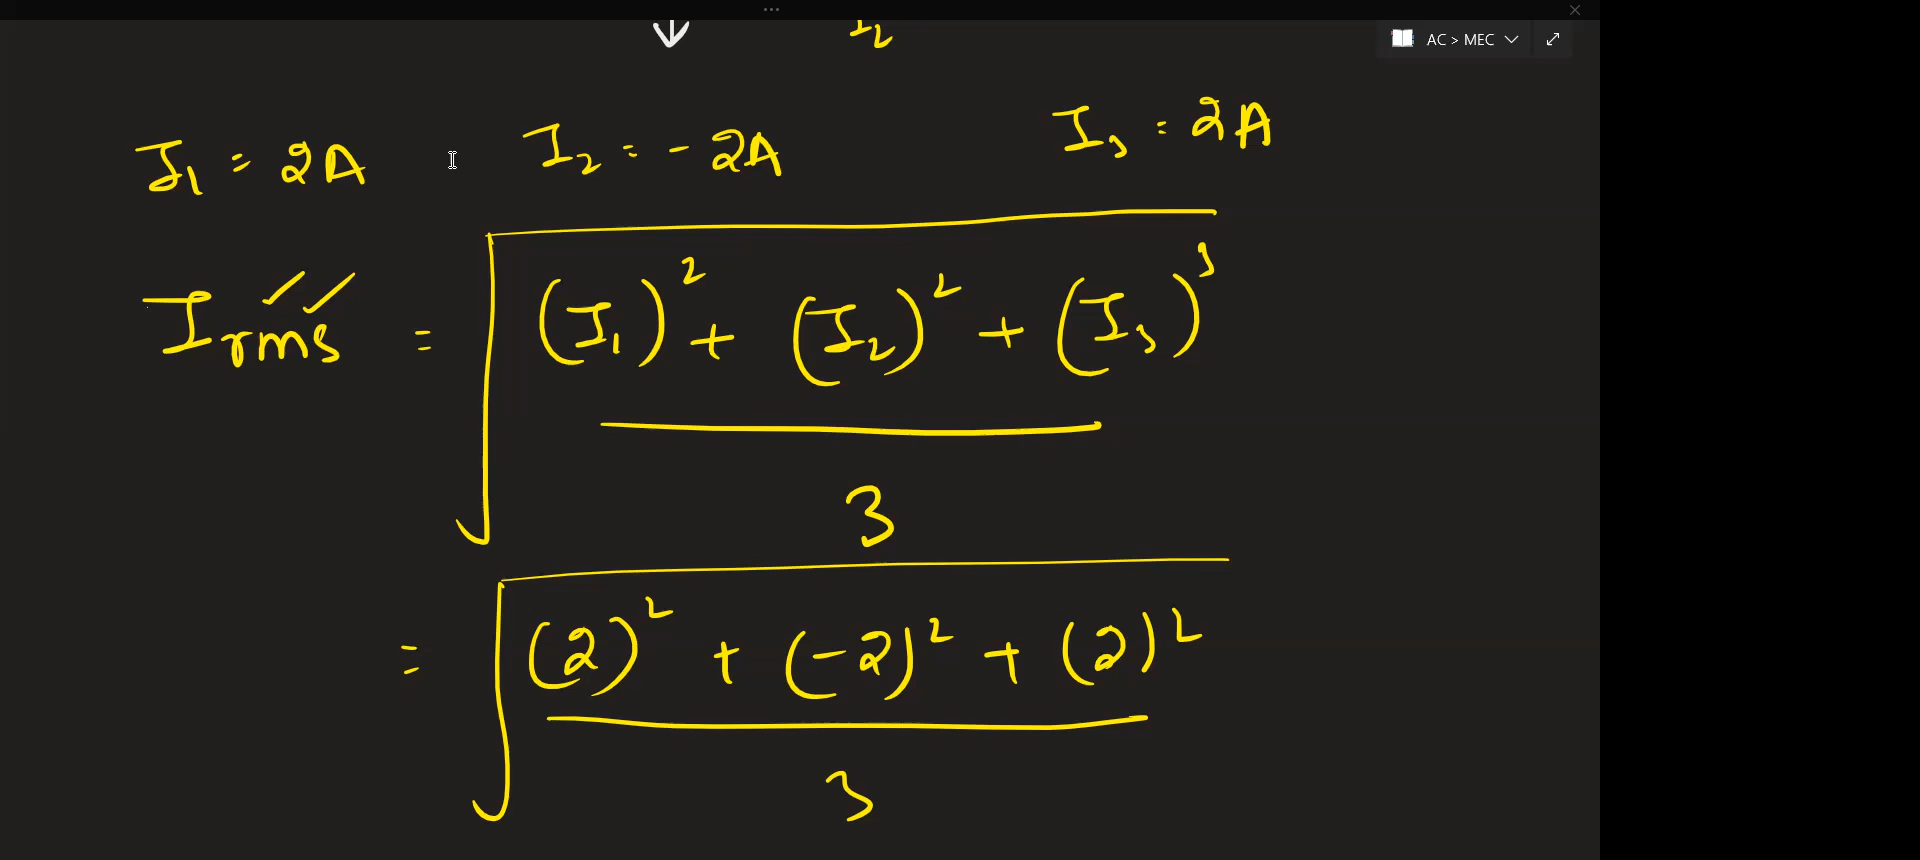 I₂
AC > MEC
I₁ = 2A I₂ = - 2A I₃ = 2A
Irms = √((I₁)² + (I₂)² + (I₃)³ / 3)
= √((2)² + (-2)² + (2)² / 3)